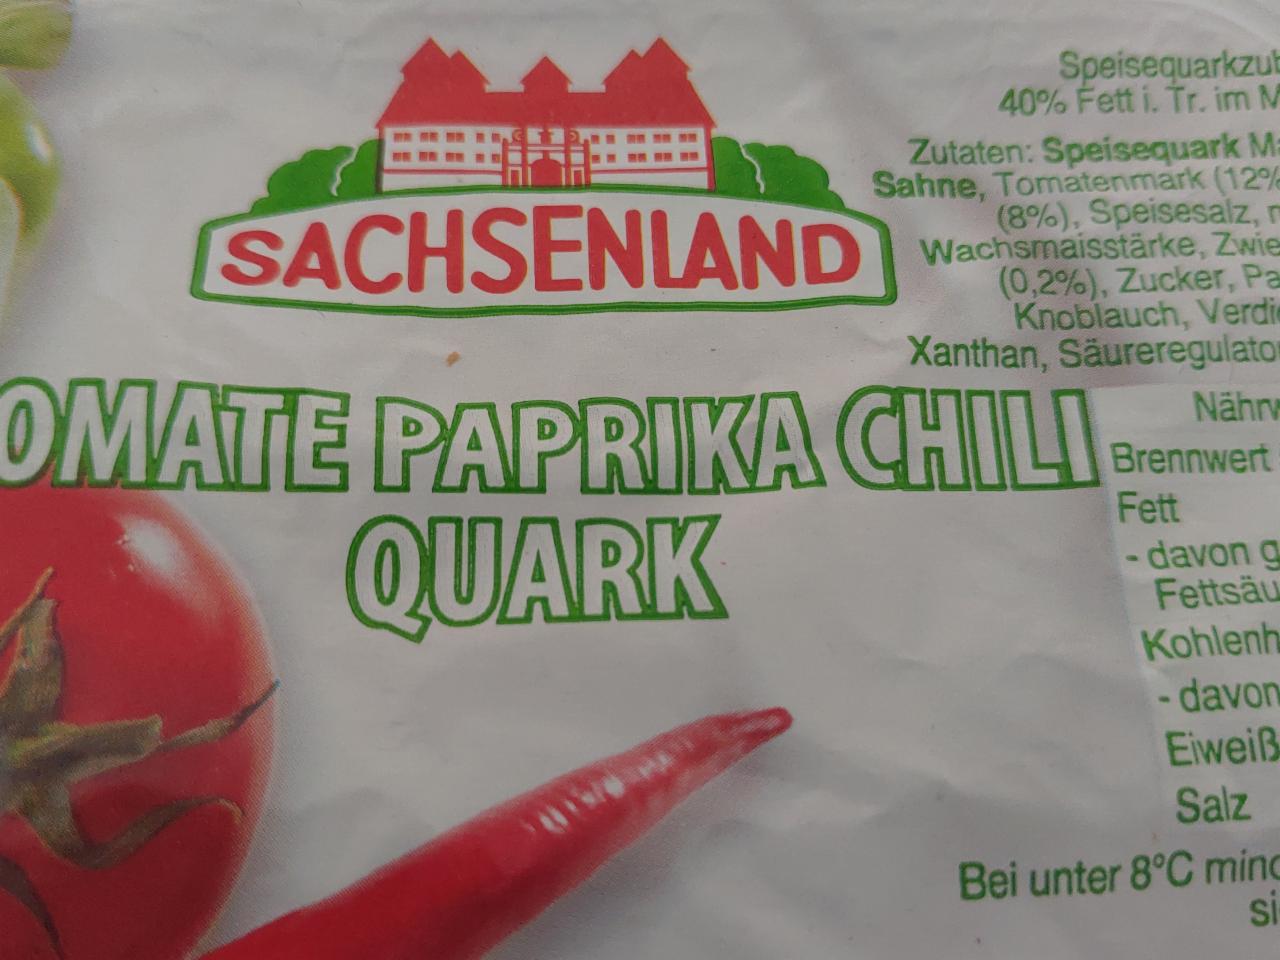 SACHSENLAND
OMATE PAPRIKA CHILI
QUARK
Speisequarkzub
40% Fett i. Tr. im M
Zutaten: Speisequark Ma
Sahne, Tomatenmark (12%
(8%), Speisesalz,
Wachsmaisstärke, Zwie
(0,2%), Zucker, Pa
Knoblauch, Verdi
Xanthan, Säureregulator
Nährw
Brennwert
Fett
- davon g
Fettsäu
Kohlenh
- davon
Eiweiß
Salz
Bei unter 8°C mind
si